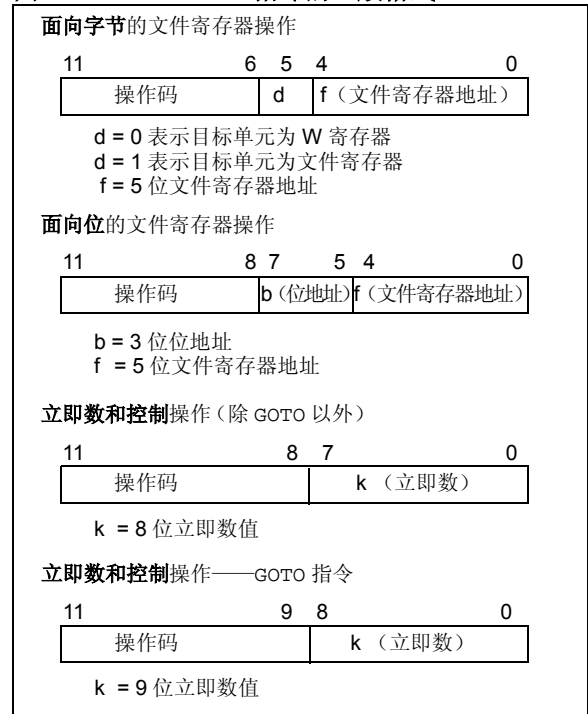 面向字节的文件寄存器操作
11 6 5 4 0
操作码 d f（文件寄存器地址）
d = 0 表示目标单元为 W 寄存器
d = 1 表示目标单元为文件寄存器
f = 5 位文件寄存器地址
面向位的文件寄存器操作
11 8 7 5 4 0
操作码 b（位地址） f（文件寄存器地址）
b = 3 位位地址
f = 5 位文件寄存器地址
立即数和控制操作（除 GOTO 以外）
11 8 7 0
操作码 k （立即数）
k = 8 位立即数值
立即数和控制操作——GOTO 指令
11 9 8 0
操作码 k （立即数）
k = 9 位立即数值